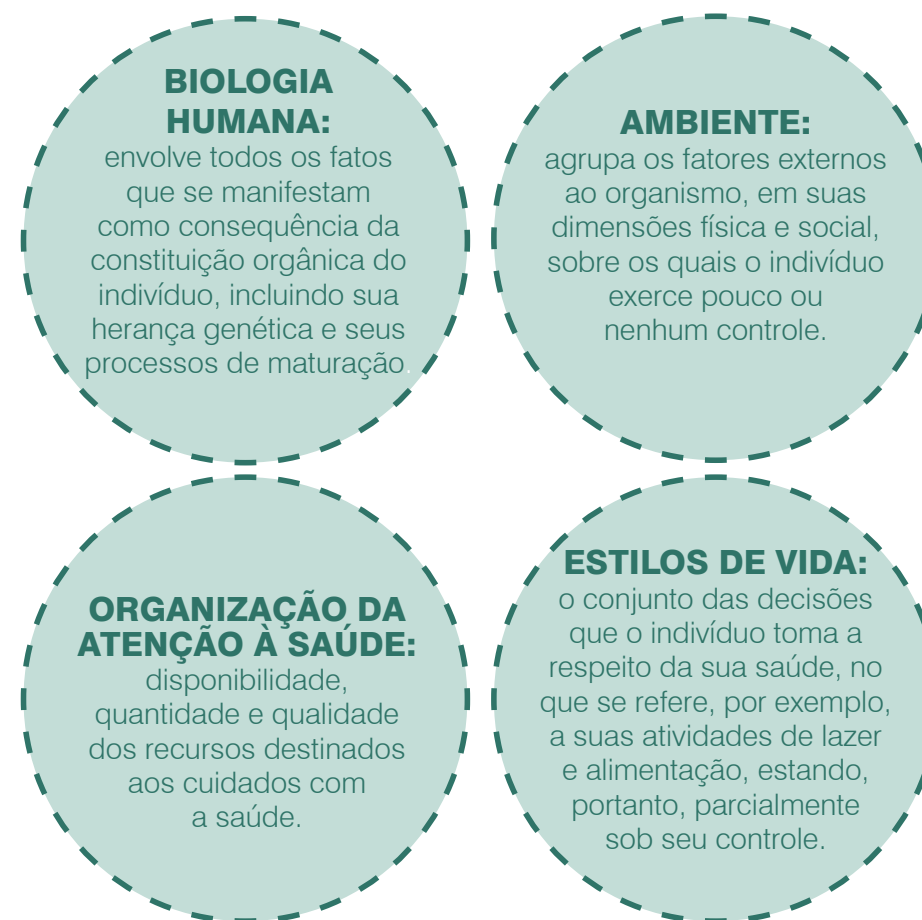 BIOLOGIA
HUMANA:
envolve todos os fatos
que se manifestam
como consequência da
constituição orgânica do
indivíduo, incluindo sua
herança genética e seus
processos de maturação.
AMBIENTE:
agrupa os fatores externos
ao organismo, em suas
dimensões física e social,
sobre os quais o indivíduo
exerce pouco ou
nenhum controle.
ORGANIZAÇÃO DA
ATENÇÃO À SAÚDE:
disponibilidade,
quantidade e qualidade
dos recursos destinados
aos cuidados com
a saúde.
ESTILOS DE VIDA:
o conjunto das decisões
que o indivíduo toma a
respeito da sua saúde, no
que se refere, por exemplo,
a suas atividades de lazer
e alimentação, estando,
portanto, parcialmente
sob seu controle.